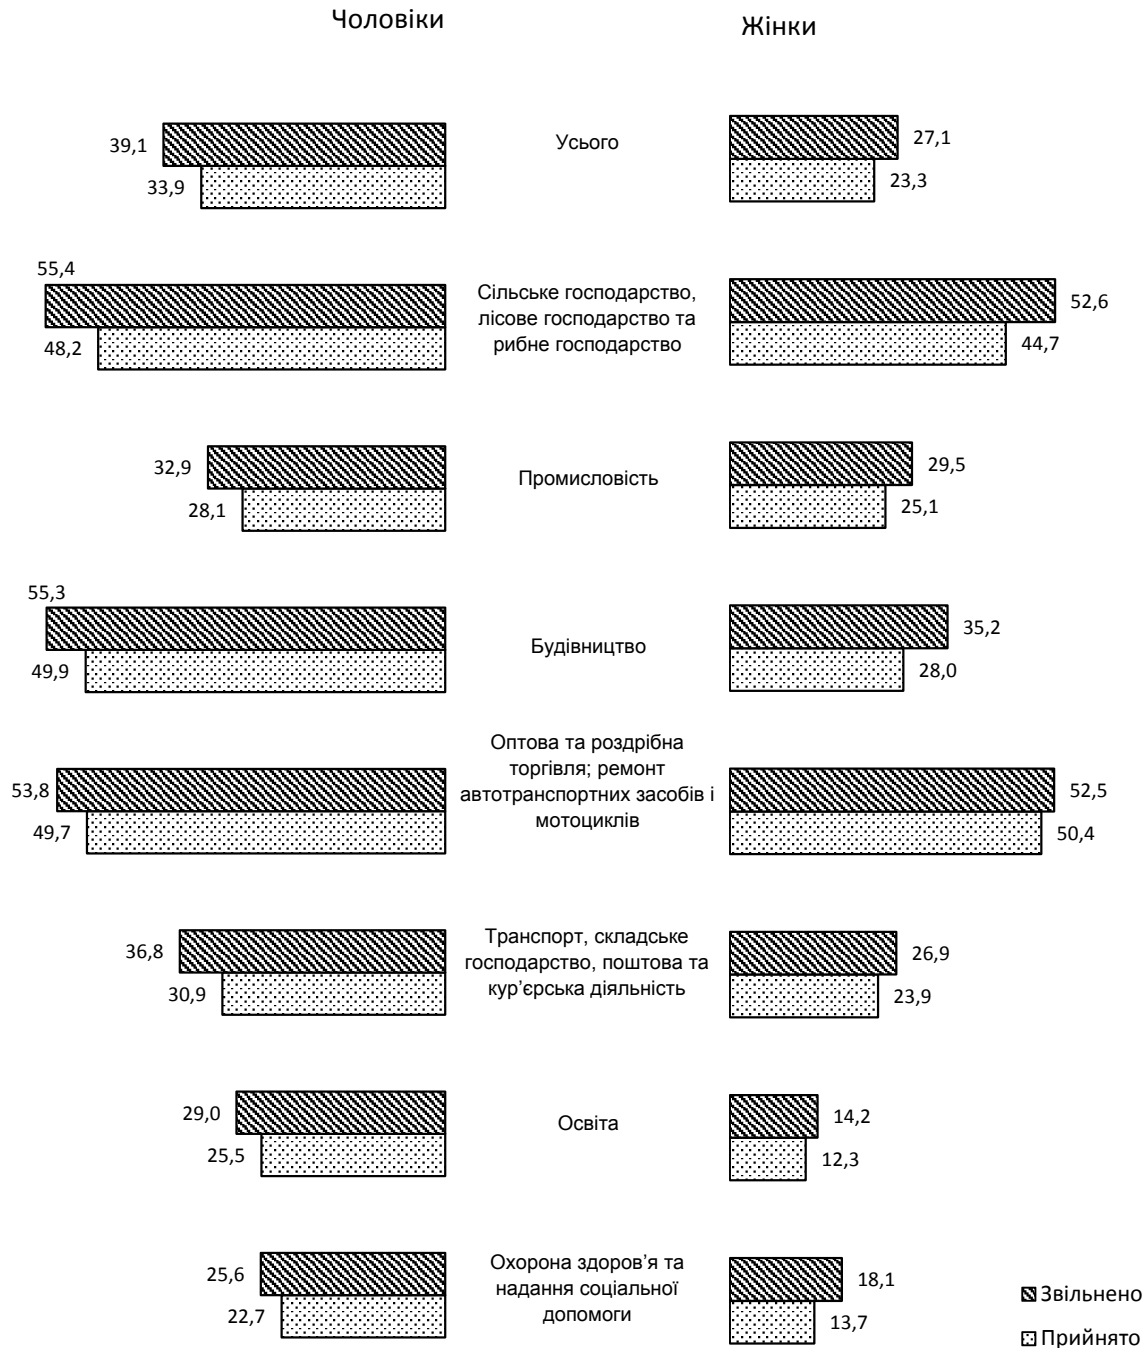 Чоловіки
Жінки
39,1
33,9
Усього
27,1
23,3
55,4
48,2
Сільське господарство,
лісове господарство та
рибне господарство
52,6
44,7
32,9
28,1
Промисловість
29,5
25,1
55,3
49,9
Будівництво
35,2
28,0
53,8
49,7
Оптова та роздрібна
торгівля; ремонт
автотранспортних засобів і
мотоциклів
52,5
50,4
36,8
30,9
Транспорт, складське
господарство, поштова та
кур’єрська діяльність
26,9
23,9
29,0
25,5
Освіта
14,2
12,3
25,6
22,7
Охорона здоров’я та
надання соціальної
допомоги
18,1
13,7
Звільнено
Прийнято